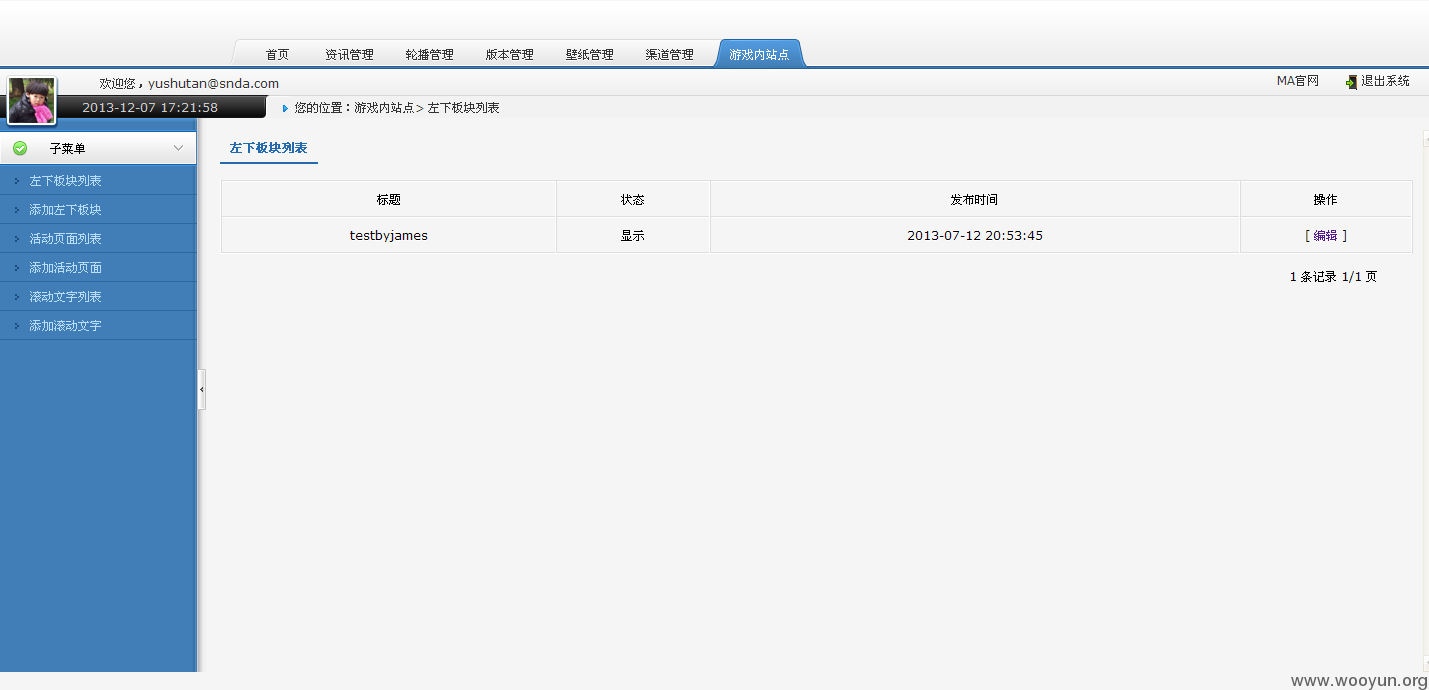 首页 资讯管理 轮播管理 版本管理 壁纸管理 渠道管理 游戏内站点
欢迎您，yushutan@snda.com MA官网 退出系统
2013-12-07 17:21:58 您的位置：游戏内站点> 左下板块列表
子菜单
左下板块列表
添加左下板块
活动页面列表
添加活动页面
滚动文字列表
添加滚动文字
左下板块列表
标题 状态 发布时间 操作
testbyjames 显示 2013-07-12 20:53:45 [ 编辑 ]
1 条记录 1/1 页
www.wooyun.org